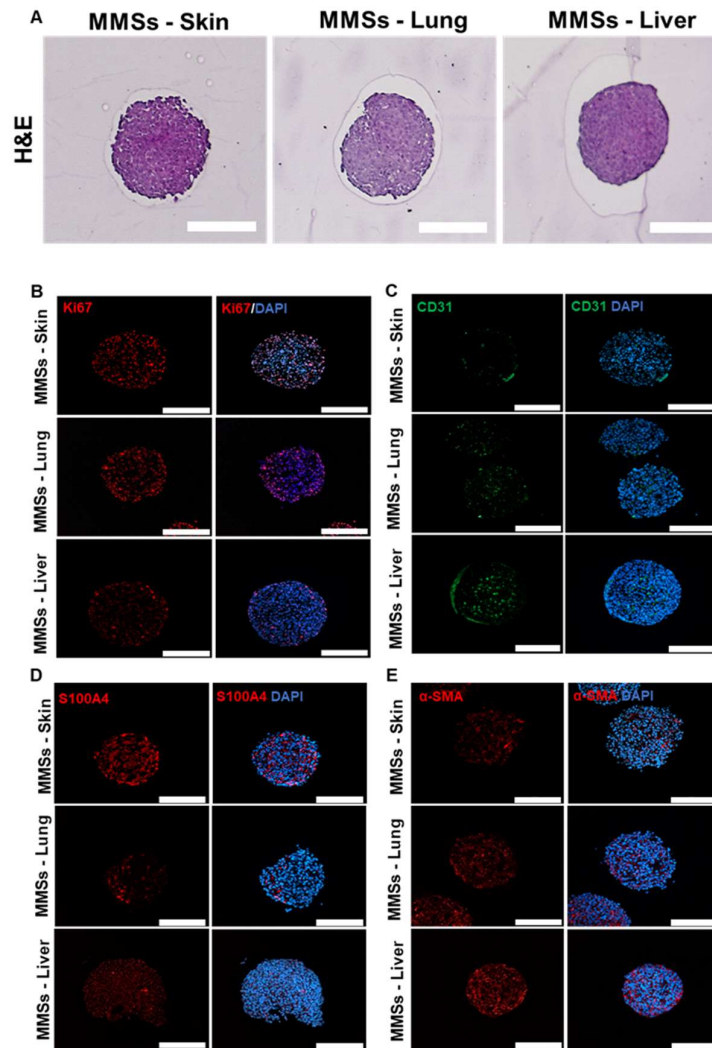 A
MMSs - Skin
MMSs - Lung
MMSs - Liver
H&E
B
Ki67
Ki67/DAPI
MMSs - Skin
MMSs - Lung
MMSs - Liver
C
CD31
CD31 DAPI
MMSs - Skin
MMSs - Lung
MMSs - Liver
D
S100A4
S100A4 DAPI
MMSs - Skin
MMSs - Lung
MMSs - Liver
E
α-SMA
α-SMA DAPI
MMSs - Skin
MMSs - Lung
MMSs - Liver